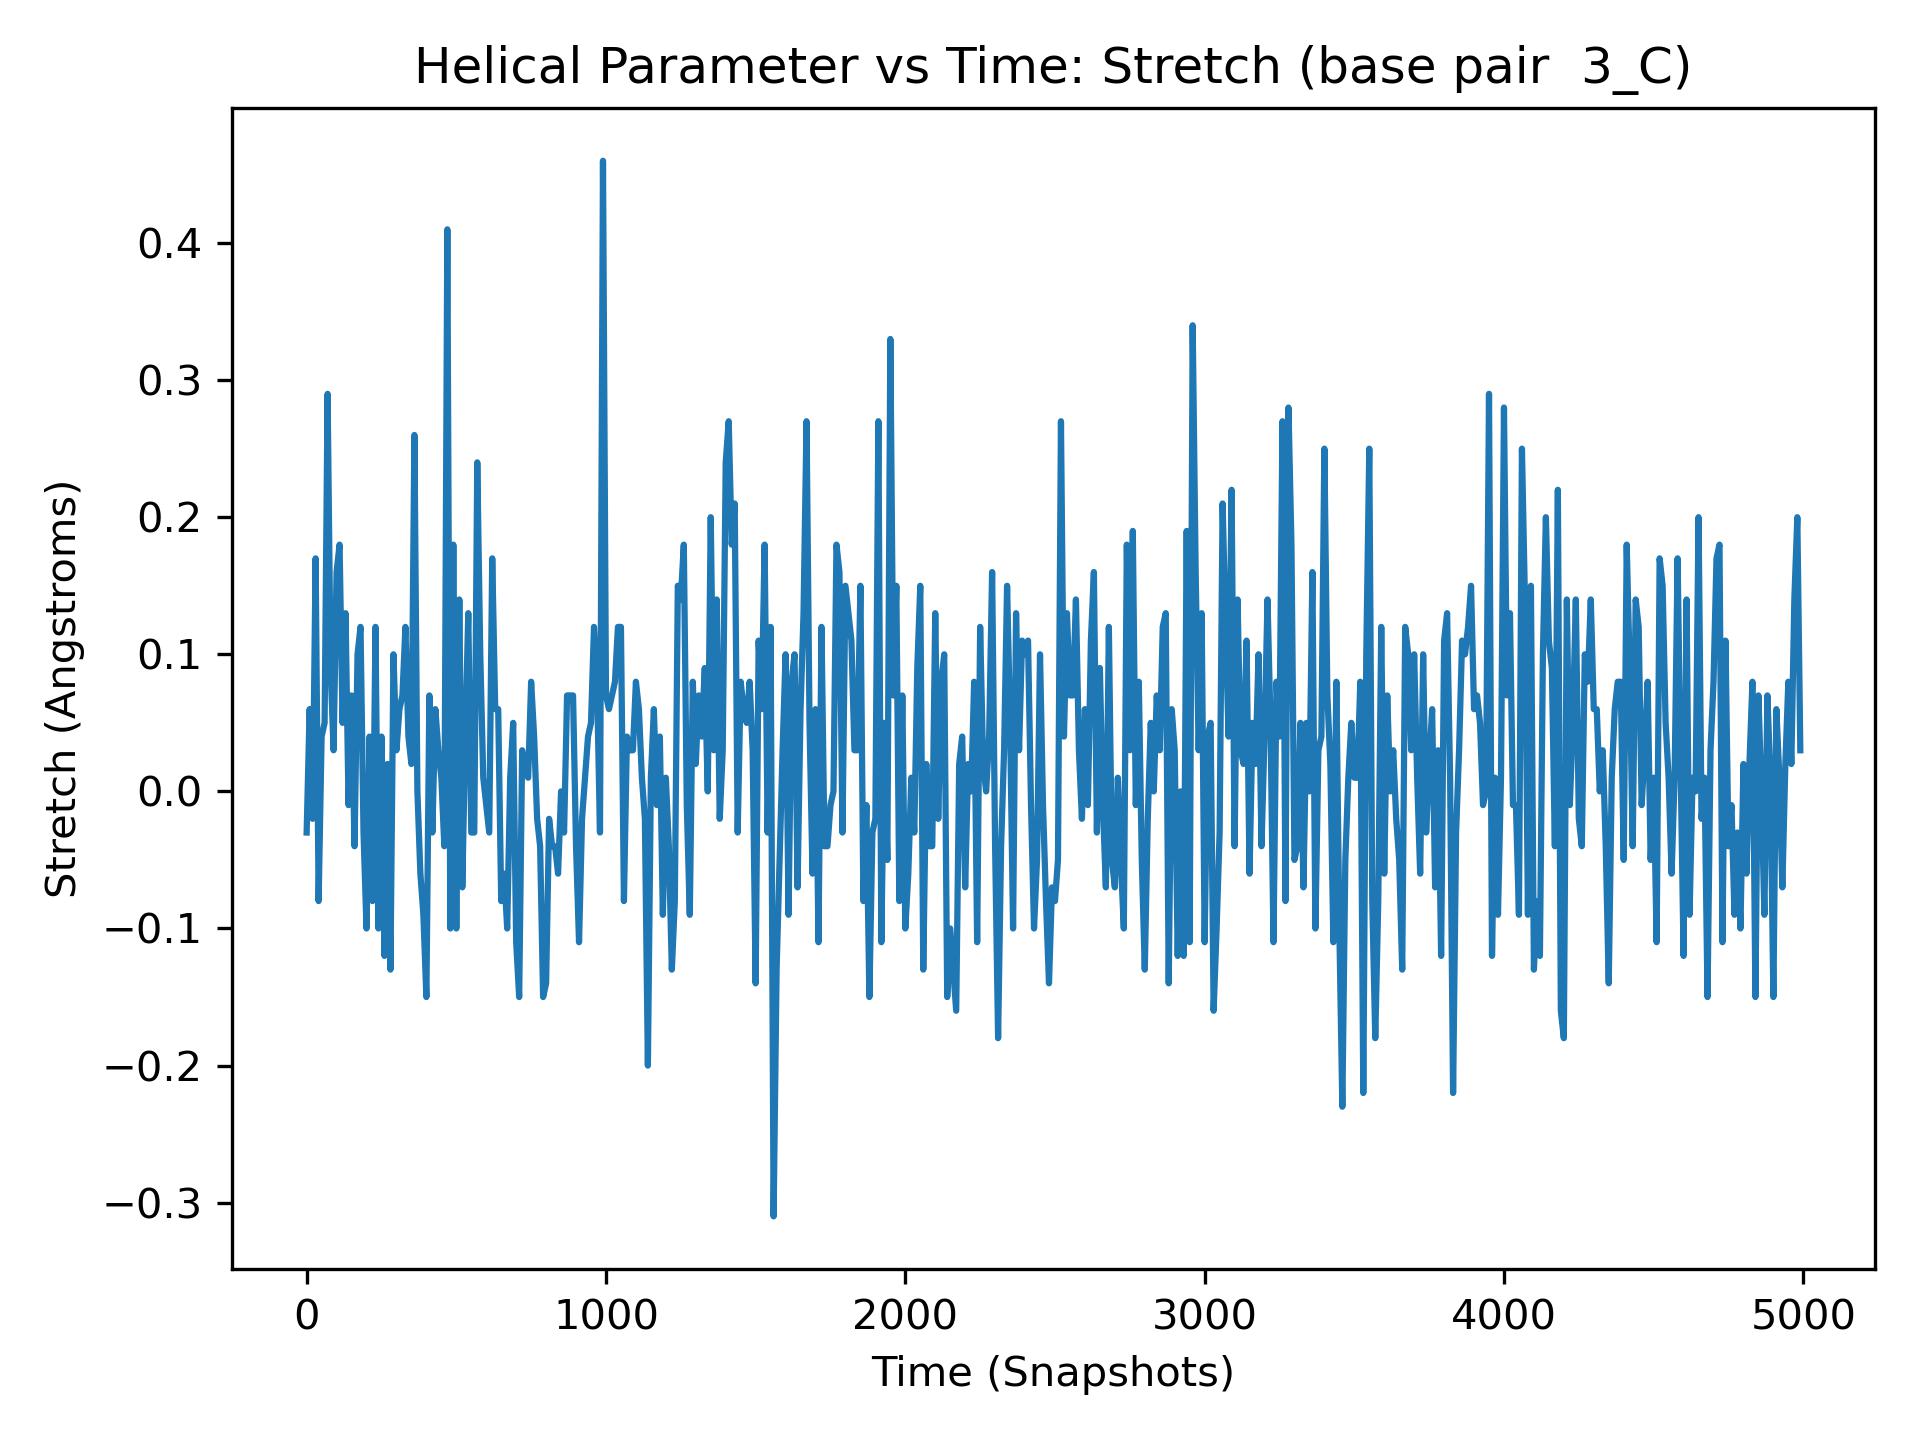 Helical Parameter vs Time: Stretch (base pair  3_C)
0.4
0.3
0.2
0.1
0.0
−0.1
−0.2
−0.3
Stretch (Angstroms)
0 1000 2000 3000 4000 5000
Time (Snapshots)